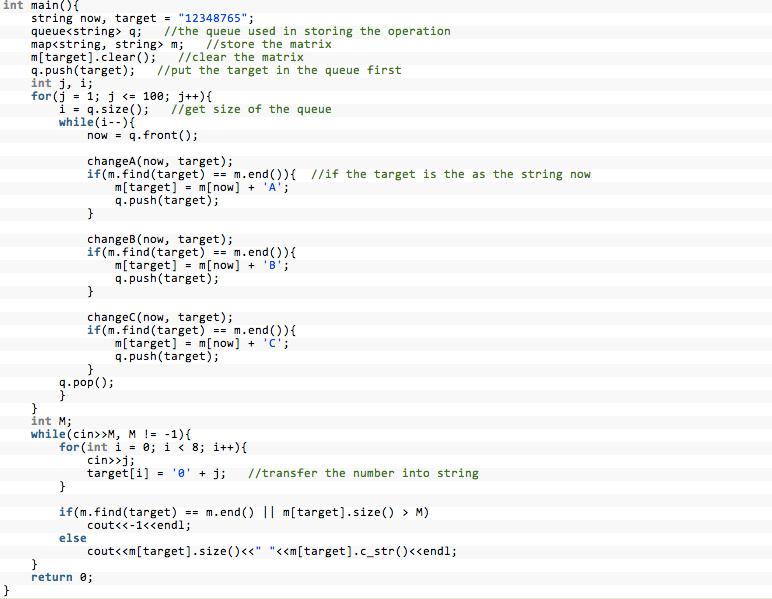 int main(){
string now, target = "12348765";
queue<string> q;   //the queue used in storing the operation
map<string, string> m;   //store the matrix
m[target].clear();   //clear the matrix
q.push(target);   //put the target in the queue first
int j, i;
for(j = 1; j <= 100; j++){
i = q.size();   //get size of the queue
while(i--){
now = q.front();
changeA(now, target);
if(m.find(target) == m.end()){  //if the target is the as the string now
m[target] = m[now] + 'A';
q.push(target);
}
changeB(now, target);
if(m.find(target) == m.end()){
m[target] = m[now] + 'B';
q.push(target);
}
changeC(now, target);
if(m.find(target) == m.end()){
m[target] = m[now] + 'C';
q.push(target);
}
q.pop();
}
}
int M;
while(cin>>M, M != -1){
for(int i = 0; i < 8; i++){
cin>>j;
target[i] = '0' + j;   //transfer the number into string
}
if(m.find(target) == m.end() || m[target].size() > M)
cout<<-1<<endl;
else
cout<<m[target].size()<<" "<<m[target].c_str()<<endl;
}
return 0;
}